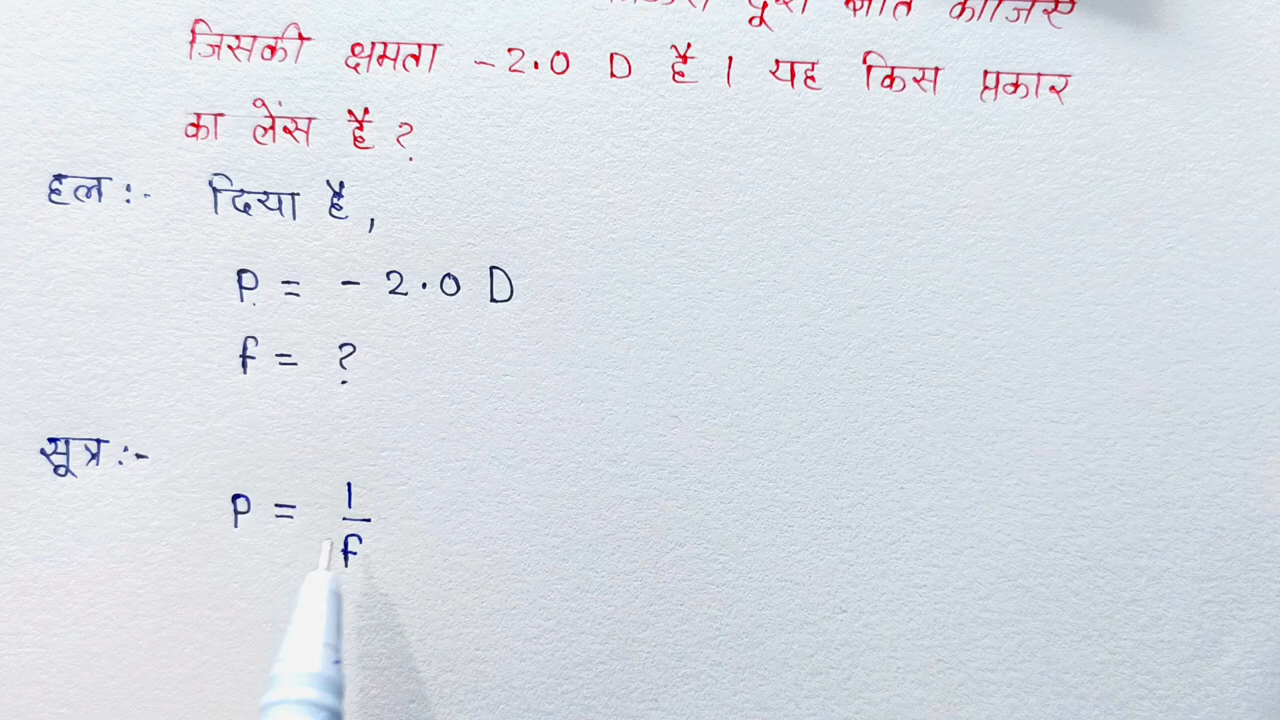 दूरी ज्ञात कीजिए
जिसकी क्षमता -2.0 D है। यह किस प्रकार
का लेंस है?
हल :- दिया है,
P = - 2.0 D
f = ?
सूत्र :-
P = 1/f